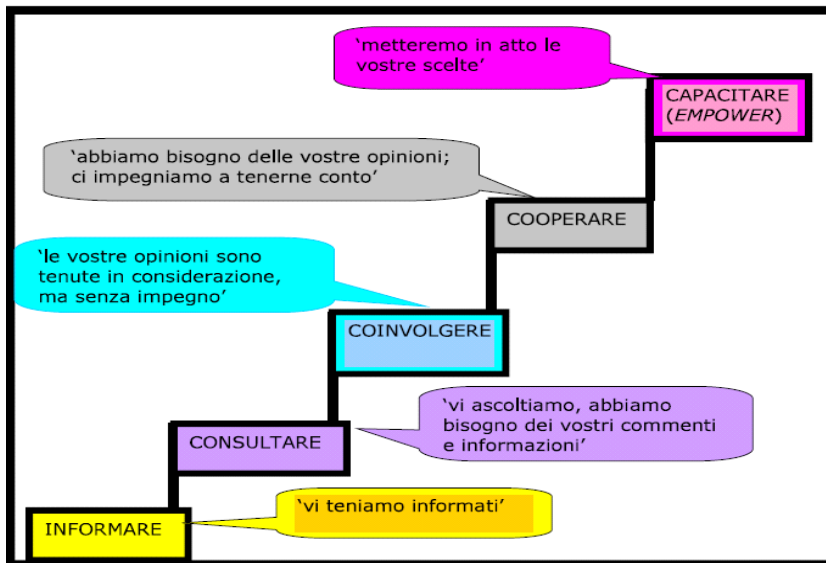 ‘metteremo in atto le
vostre scelte’
CAPACITARE
(EMPOWER)
‘abbiamo bisogno delle vostre opinioni;
ci impegniamo a tenerne conto’
COOPERARE
‘le vostre opinioni sono
tenute in considerazione,
ma senza impegno’
COINVOLGERE
‘vi ascoltiamo, abbiamo
bisogno dei vostri commenti
e informazioni’
CONSULTARE
‘vi teniamo informati’
INFORMARE